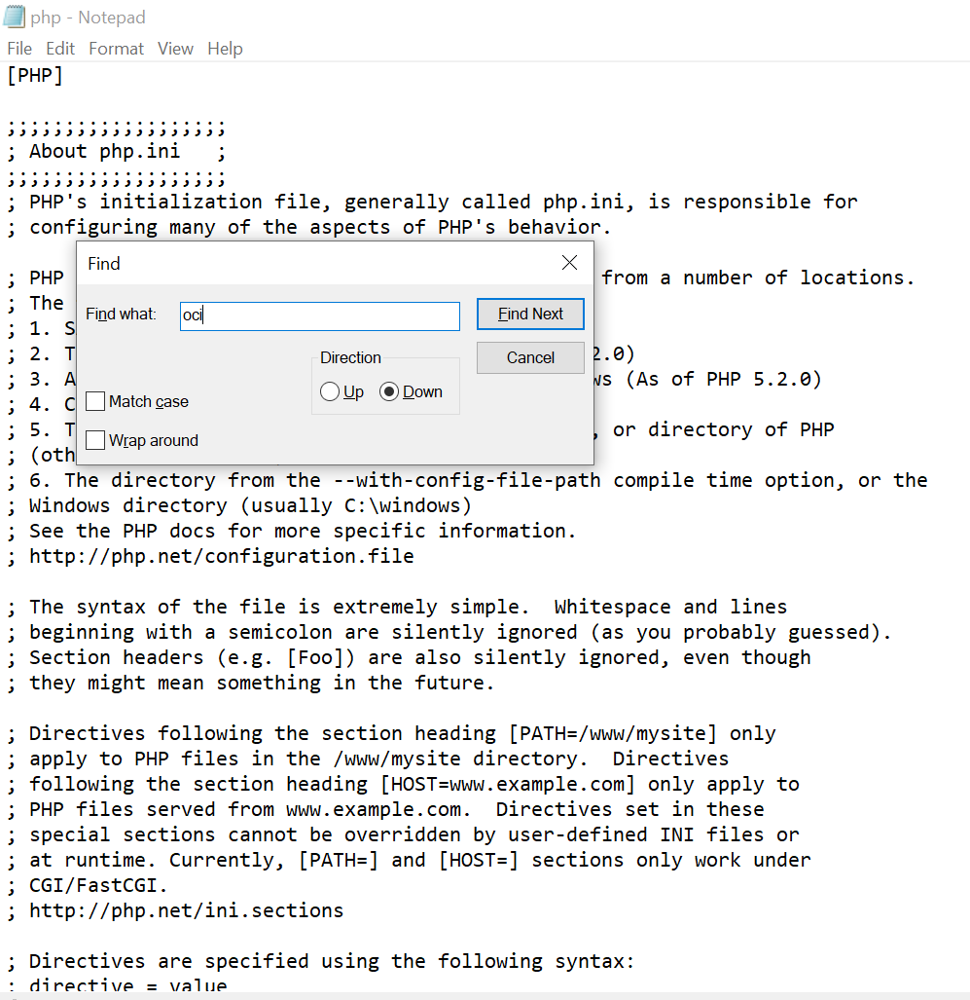 php - Notepad
File Edit Format View Help
[PHP]
;;;;;;;;;;;;;;;;;;;
; About php.ini   ;
;;;;;;;;;;;;;;;;;;;
; PHP's initialization file, generally called php.ini, is responsible for
; configuring many of the aspects of PHP's behavior.
Find
Find what: oci
Find Next
Direction
Cancel
Up Down
Match case
Wrap around
; PHP from a number of locations.
; The
; 1. S
; 2. T 2.0)
; 3. A ws (As of PHP 5.2.0)
; 4. C
; 5. T , or directory of PHP
; (oth
; 6. The directory from the --with-config-file-path compile time option, or the
; Windows directory (usually C:\windows)
; See the PHP docs for more specific information.
; http://php.net/configuration.file
; The syntax of the file is extremely simple.  Whitespace and lines
; beginning with a semicolon are silently ignored (as you probably guessed).
; Section headers (e.g. [Foo]) are also silently ignored, even though
; they might mean something in the future.
; Directives following the section heading [PATH=/www/mysite] only
; apply to PHP files in the /www/mysite directory.  Directives
; following the section heading [HOST=www.example.com] only apply to
; PHP files served from www.example.com.  Directives set in these
; special sections cannot be overridden by user-defined INI files or
; at runtime. Currently, [PATH=] and [HOST=] sections only work under
; CGI/FastCGI.
; http://php.net/ini.sections
; Directives are specified using the following syntax:
; directive = value